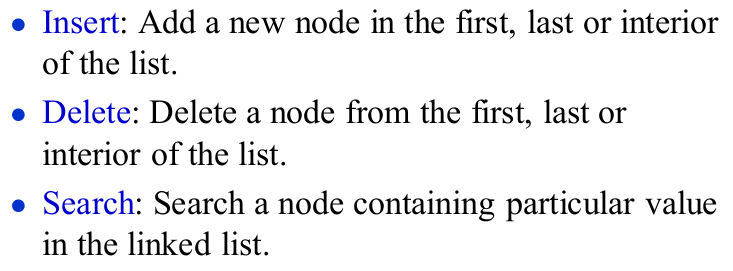 • Insert: Add a new node in the first, last or interior
of the list.
• Delete: Delete a node from the first, last or
interior of the list.
• Search: Search a node containing particular value
in the linked list.